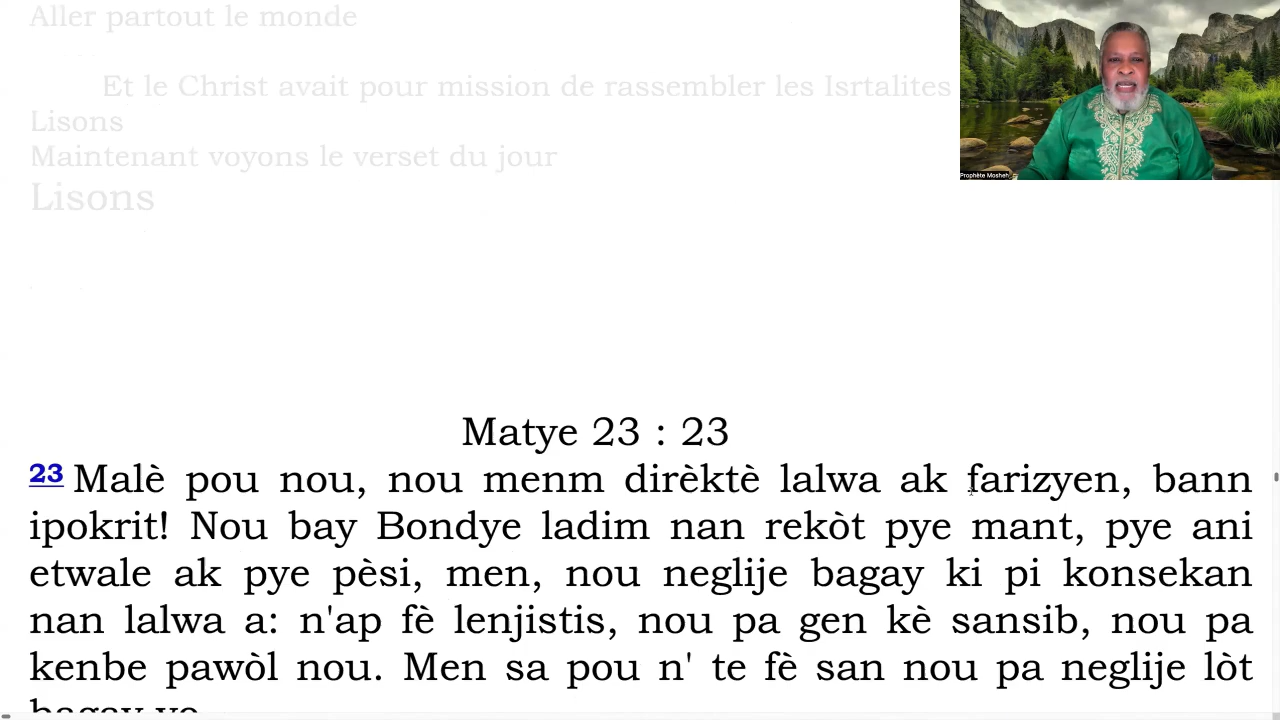 Aller partout le monde
Et le Christ avait pour mission de rassembler les Isrtalites
Lisons
Maintenant voyons le verset du jour
Lisons
Prophète Mosheh
Matye 23 : 23
23 Malè pou nou, nou menm dirèktè lalwa ak farizyen, bann
ipokrit! Nou bay Bondye ladim nan rekòt pye mant, pye ani
etwale ak pye pèsi, men, nou neglije bagay ki pi konsekan
nan lalwa a: n'ap fè lenjistis, nou pa gen kè sansib, nou pa
kenbe pawòl nou. Men sa pou n' te fè san nou pa neglije lòt
bagay yo